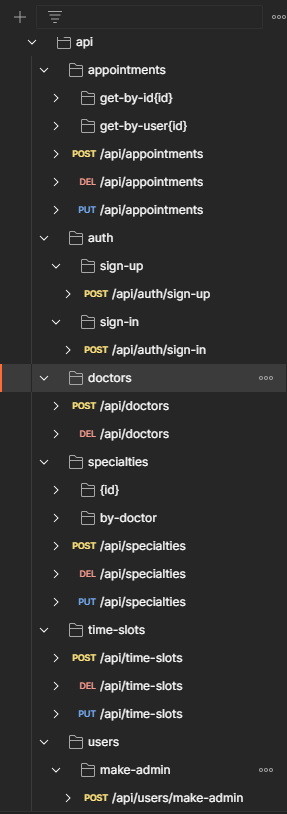 api
appointments
get-by-id{id}
get-by-user{id}
POST /api/appointments
DEL /api/appointments
PUT /api/appointments
auth
sign-up
POST /api/auth/sign-up
sign-in
POST /api/auth/sign-in
doctors
POST /api/doctors
DEL /api/doctors
specialties
{id}
by-doctor
POST /api/specialties
DEL /api/specialties
PUT /api/specialties
time-slots
POST /api/time-slots
DEL /api/time-slots
PUT /api/time-slots
users
make-admin
POST /api/users/make-admin